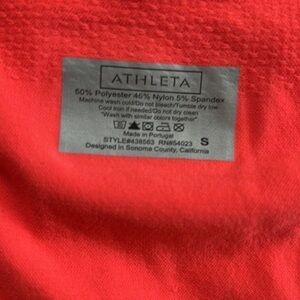 ATHLETA
50% Polyester 45% Nylon 5% Spandex
Machine wash cold/Do not bleach/Tumble dry low
Cool iron if needed/Do not dry clean
"Wash with similar colors together"
Made in Portugal
STYLE#438563 RN#54023 S
Designed in Sonoma County, California